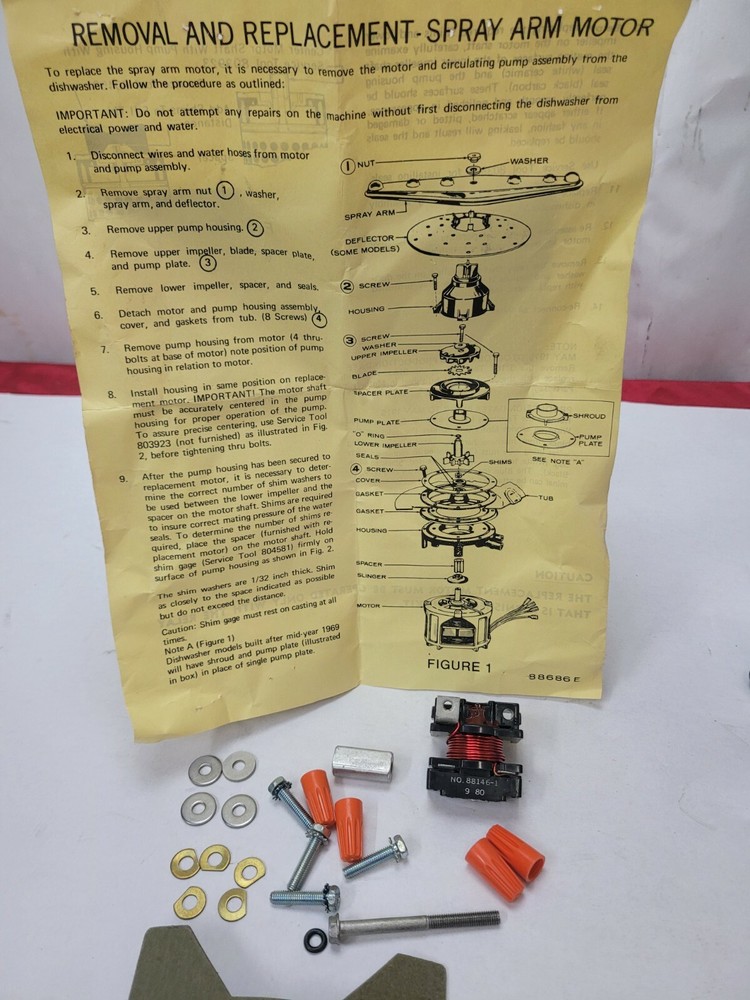 REMOVAL AND REPLACEMENT - SPRAY ARM MOTOR
To replace the spray arm motor, it is necessary to remove the motor and circulating pump assembly from the
dishwasher. Follow the procedure as outlined:
IMPORTANT: Do not attempt any repairs on the machine without first disconnecting the dishwasher from
electrical power and water.
1. Disconnect wires and water hoses from motor
and pump assembly.
2. Remove spray arm nut 1 , washer,
spray arm, and deflector.
3. Remove upper pump housing. 2
4. Remove upper impeller, blade, spacer plate,
and pump plate. 3
5. Remove lower impeller, spacer, and seals.
6. Detach motor and pump housing assembly,
cover, and gaskets from tub. (8 Screws) 4
7. Remove pump housing from motor (4 thru-
bolts at base of motor) note position of pump
housing in relation to motor.
8. Install housing in same position on replace-
ment motor. IMPORTANT! The motor shaft
must be accurately centered in the pump
housing for proper operation of the pump.
To assure precise centering, use Service Tool
803923 (not furnished) as illustrated in Fig.
2, before tightening thru bolts.
9. After the pump housing has been secured to
replacement motor, it is necessary to deter-
mine the correct number of shim washers to
be used between the lower impeller and the
spacer on the motor shaft. Shims are required
to insure correct mating pressure of the water
seals. To determine the number of shims re-
quired, place the spacer (furnished with re-
placement motor) on the motor shaft. Hold
shim gage (Service Tool 804581) firmly on
surface of pump housing as shown in Fig. 2.
The shim washers are 1/32 inch thick. Shim
as closely to the space indicated as possible
but do not exceed the distance.
Caution: Shim gage must rest on casting at all
times.
Note A (Figure 1)
Dishwasher models built after mid-year 1969
will have shroud and pump plate (illustrated
in box) in place of single pump plate.
1 NUT
WASHER
SPRAY ARM
DEFLECTOR
(SOME MODELS)
2 SCREW
HOUSING
3 SCREW
WASHER
UPPER IMPELLER
BLADE
SPACER PLATE
PUMP PLATE
SHROUD
PUMP
PLATE
SEE NOTE "A"
"O" RING
LOWER IMPELLER
SEALS
SHIMS
4 SCREW
COVER
GASKET
TUB
GASKET
HOUSING
SPACER
SLINGER
MOTOR
FIGURE 1
88686E
NO. 88146-1
9 80